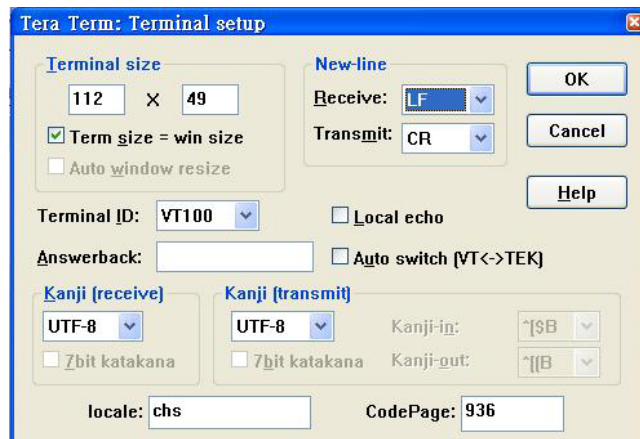 Tera Term: Terminal setup
Terminal size
112 X 49
Term size = win size
Auto window resize
New-line
Receive: LF
Transmit: CR
OK
Cancel
Help
Terminal ID: VT100
Local echo
Answerback:
Auto switch (VT<->TEK)
Kanji (receive)
UTF-8
7bit katakana
Kanji (transmit)
UTF-8
7bit katakana
Kanji-in: ^[$B
Kanji-out: ^[(B
locale: chs
CodePage: 936